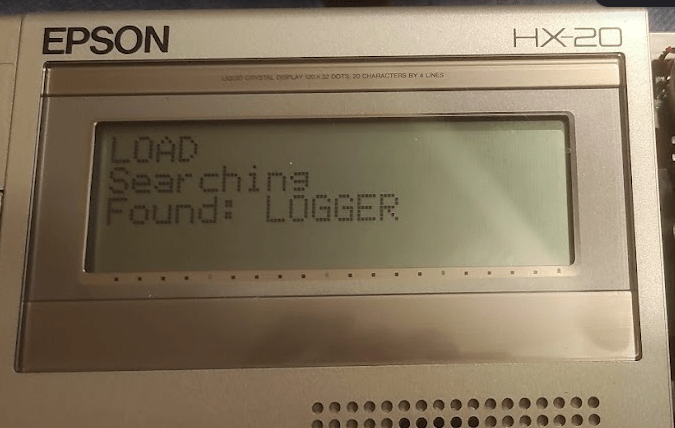 EPSON HX-20
LIQUID CRYSTAL DISPLAY 120 X 32 DOTS, 20 CHARACTERS BY 4 LINES
LOAD
Searching
Found: LOGGER